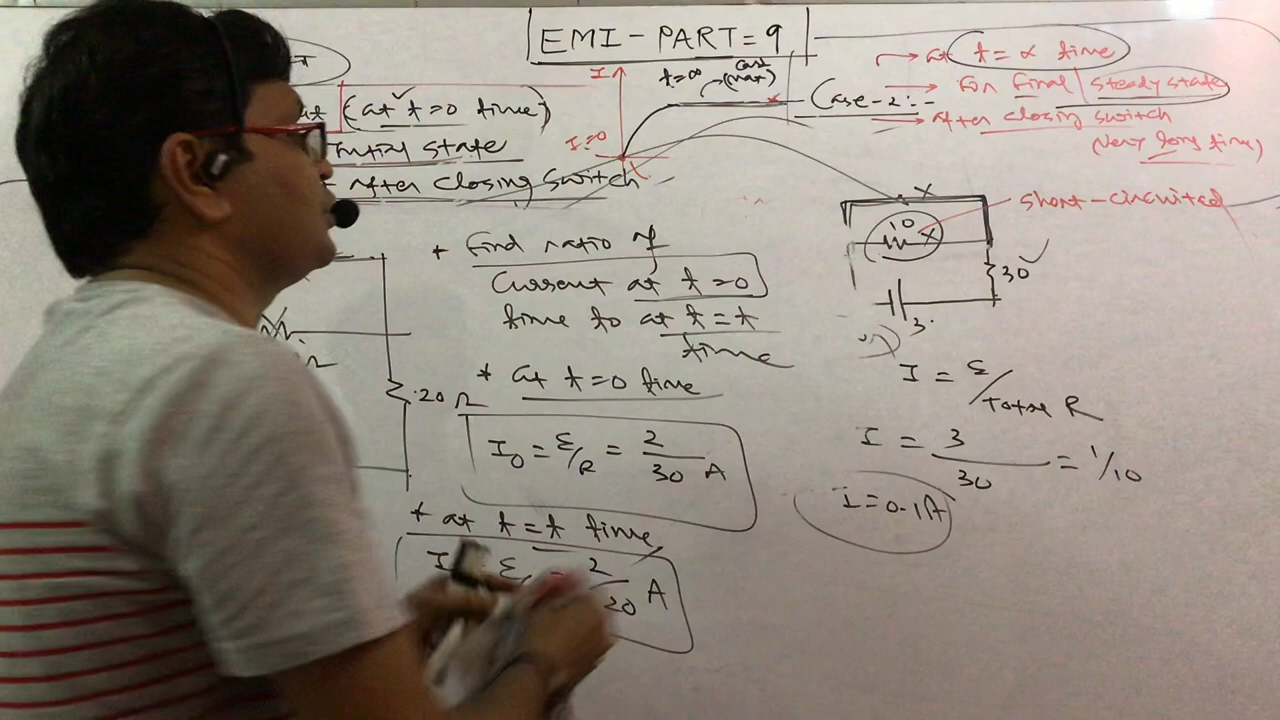 EMI - PART = 9
at t=0 time)
Initial state
After closing switch
I
I=0
t
t=∞
(max)
Case-2:-
at t = ∝ time
For Final steady state
After closing switch
(very long time)
+ Find ratio of
Current at t=0
time to at t=t
time
* at t=0 time
I₀ = ε/R = 2/30 A
+ at t=t time
I ε 2/20 A
20 Ω
Ω
10
X
X
short-circuited
30
3
I = ε/Total R
I = 3/30 = 1/10
I = 0.1A